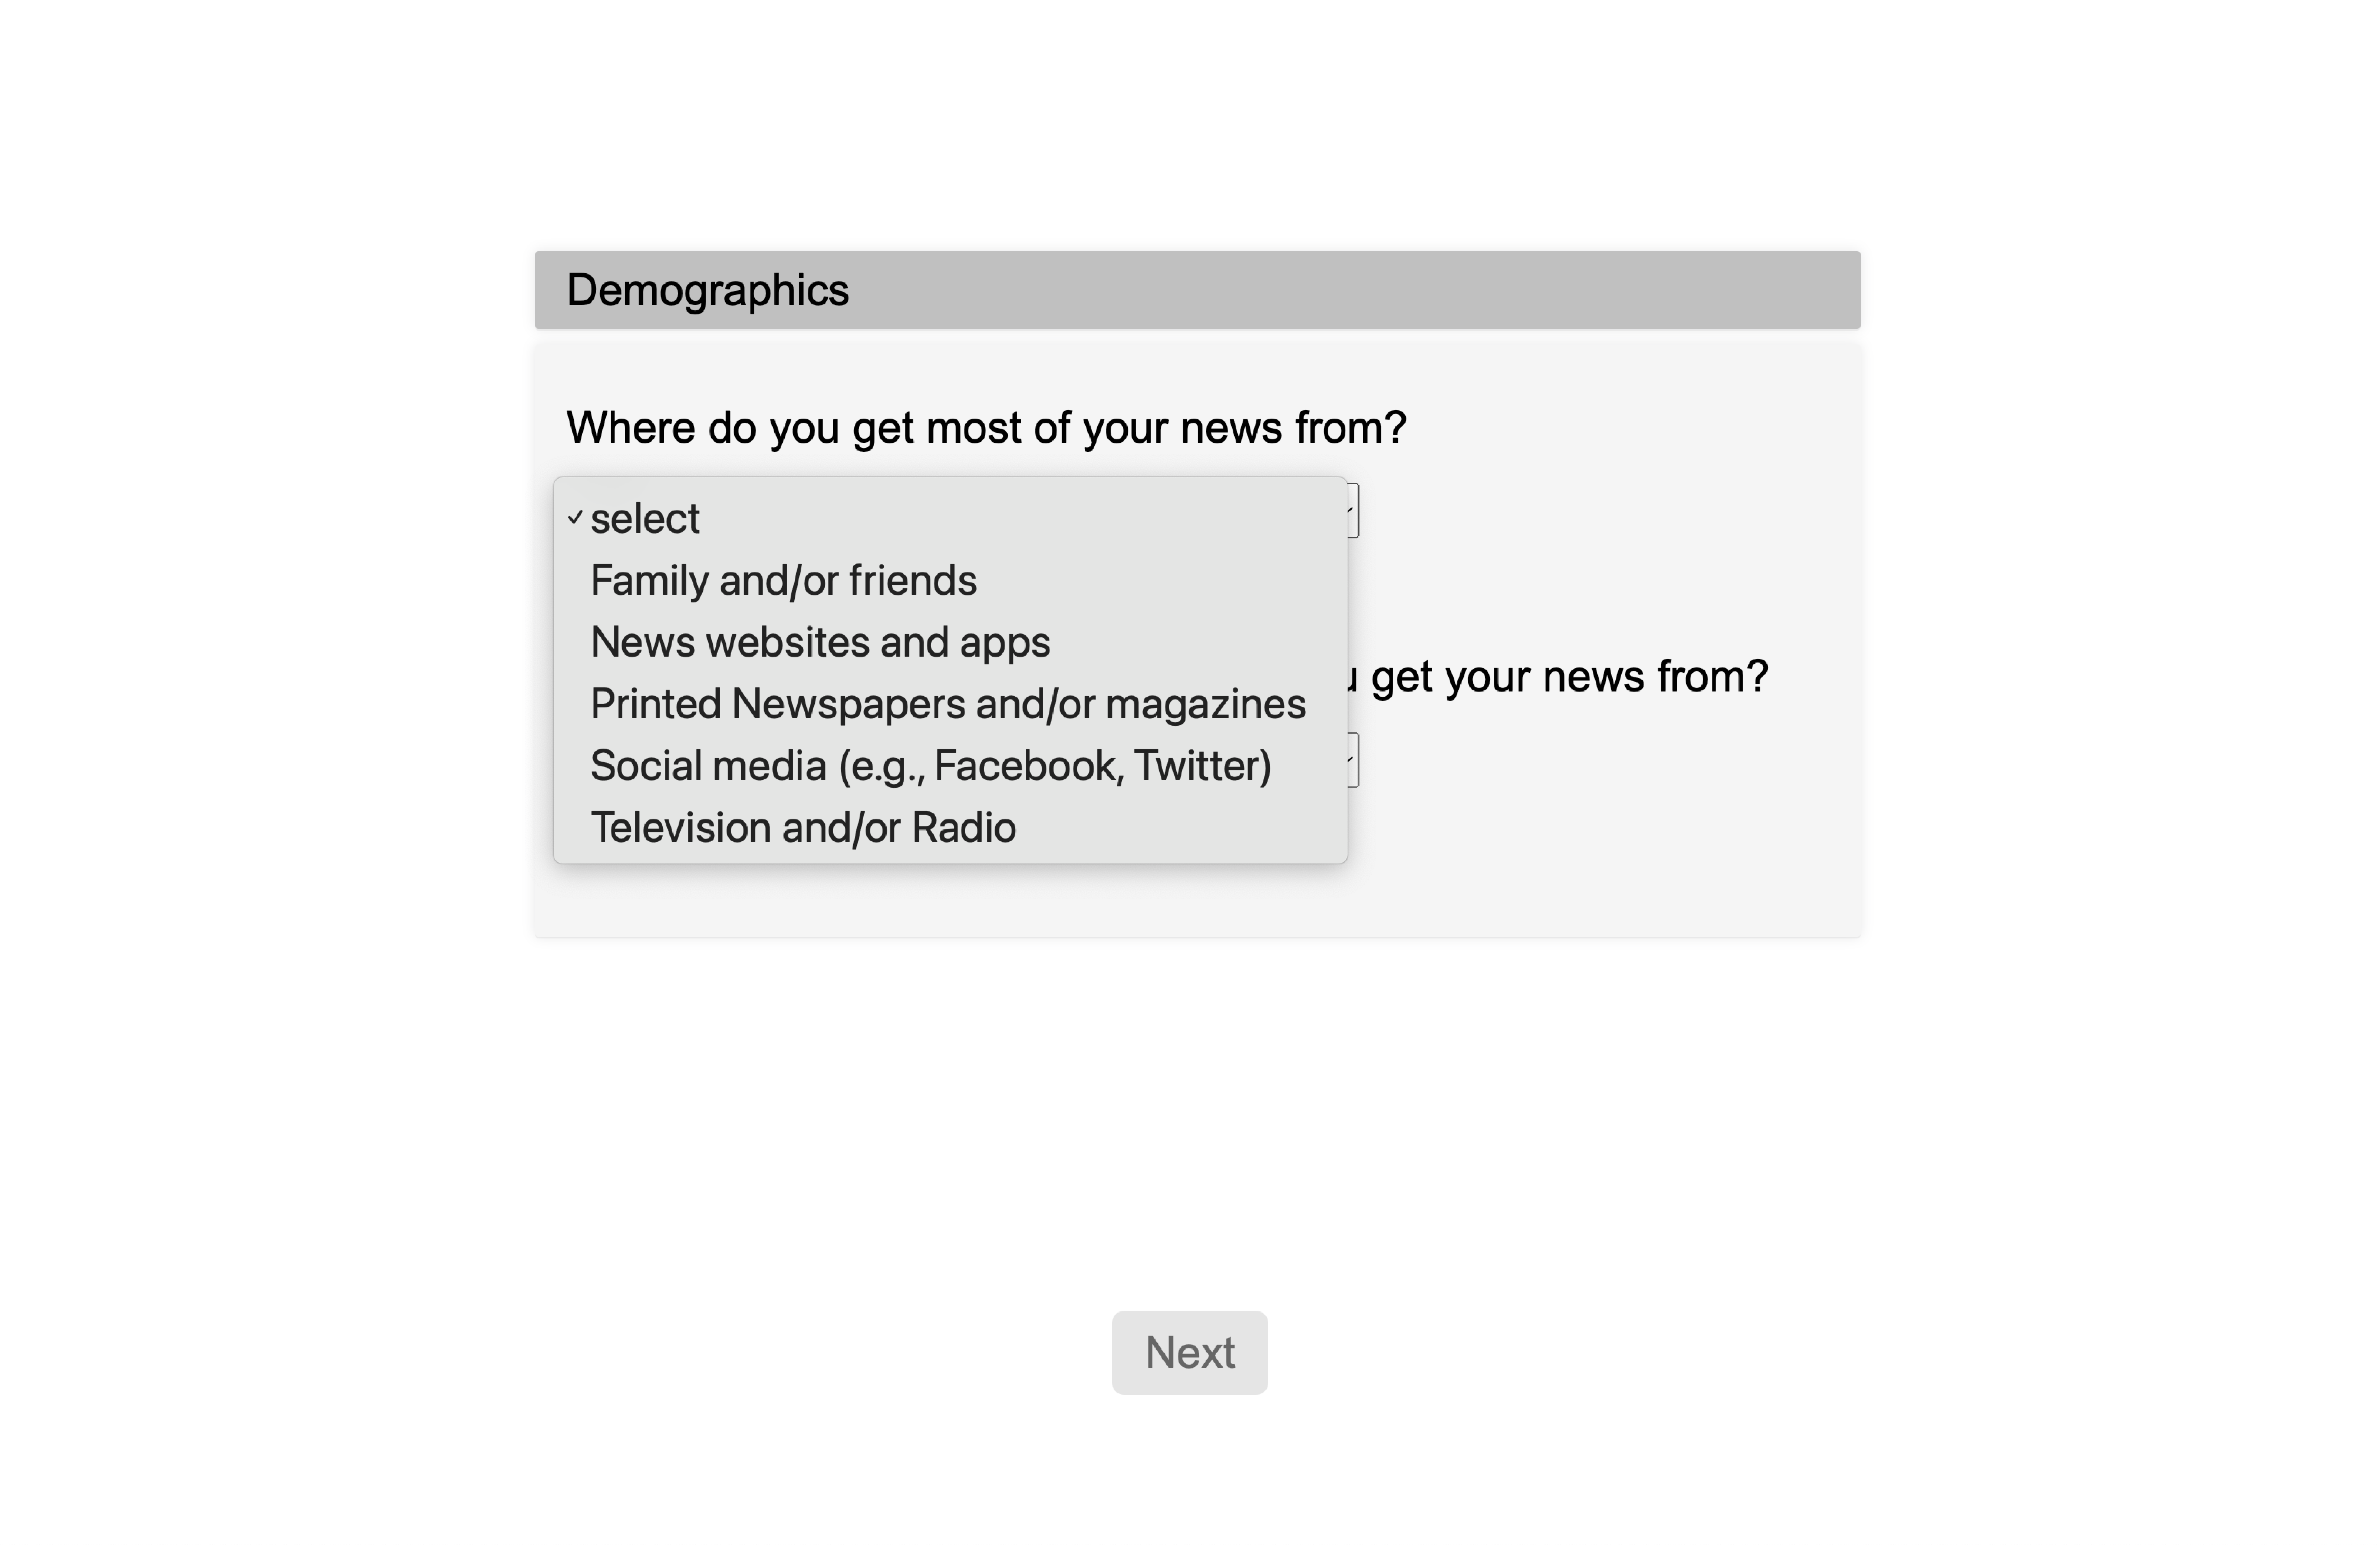 Demographics
Where do you get most of your news from?
select
Family and/or friends
News websites and apps
get your news from?
Printed Newspapers and/or magazines
Social media (e.g., Facebook, Twitter)
Television and/or Radio
Next